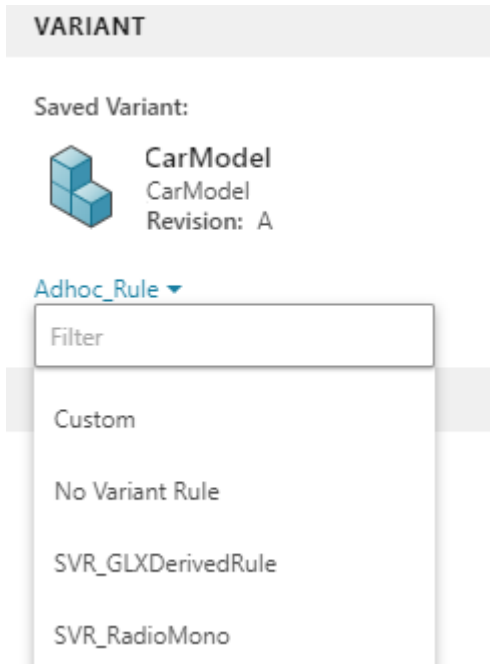 VARIANT
Saved Variant:
CarModel
CarModel
Revision: A
Adhoc_Rule
Filter
Custom
No Variant Rule
SVR_GLXDerivedRule
SVR_RadioMono